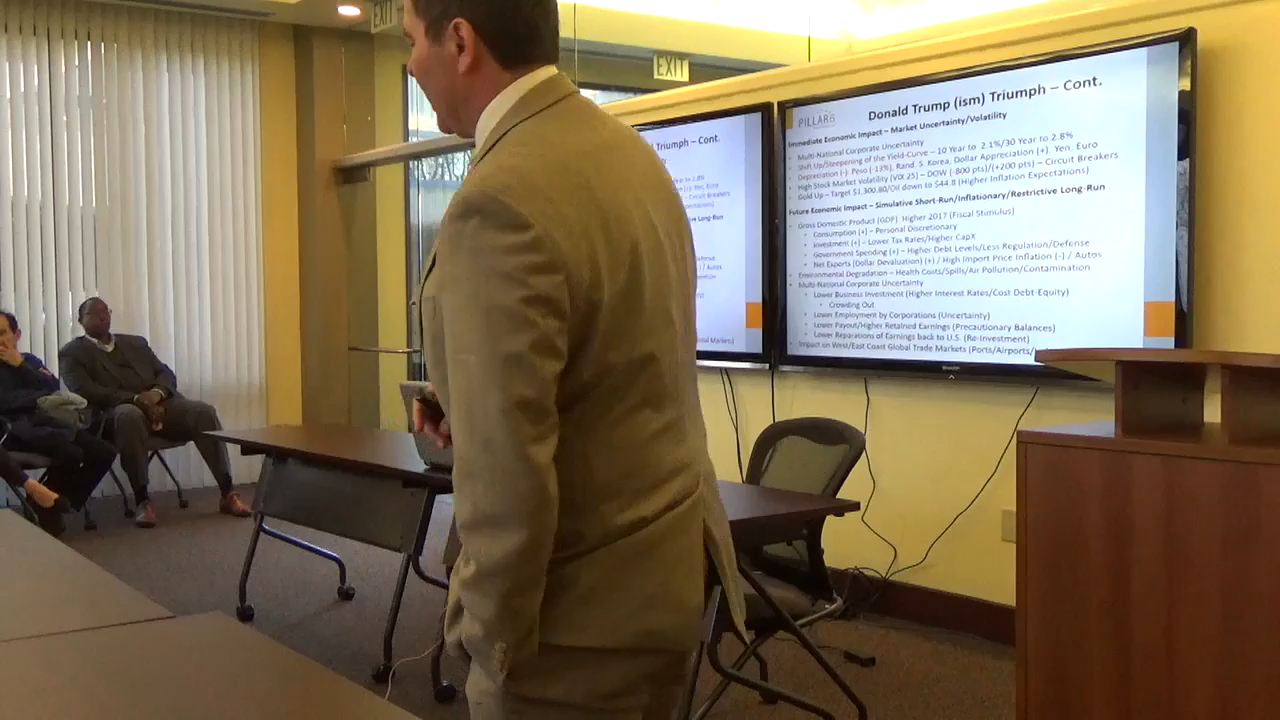 EXIT
EXIT
Triumph – Cont.
PILLAR
Donald Trump (ism) Triumph – Cont.
Immediate Economic Impact – Market Uncertainty/Volatility
Multi-National Corporate Uncertainty
Shift Up/Steepening of the Yield-Curve – 10 Year to 2.1%/30 Year to 2.8%
Depreciation (-): Peso (-13%), Rand, S. Korea, Dollar Appreciation (+) Yen, Euro
High Stock Market Volatility (VIX 25) – DOW (-800 pts)/(+200 pts) – Circuit Breakers
Gold Up – Target $1,300.80/Oil down to $44.8 (Higher Inflation Expectations)
Future Economic Impact – Simulative Short-Run/Inflationary/Restrictive Long-Run
Gross Domestic Product (GDP) Higher 2017 (Fiscal Stimulus)
Consumption (+) – Personal Discretionary
Investment (+) – Lower Tax Rates/Higher CapX
Government Spending (+) – Higher Debt Levels/Less Regulation/Defense
Net Exports (Dollar Devaluation) (+) / High Import Price Inflation (-) / Autos
Environmental Degradation – Health Costs/Spills/Air Pollution/Contamination
Multi-National Corporate Uncertainty
Lower Business Investment (Higher Interest Rates/Cost Debt-Equity)
Crowding Out
Lower Employment by Corporations (Uncertainty)
Lower Payout/Higher Retained Earnings (Precautionary Balances)
Lower Reparations of Earnings back to U.S. (Re-Investment)
Impact on West/East Coast Global Trade Markets (Ports/Airports/
SHARP